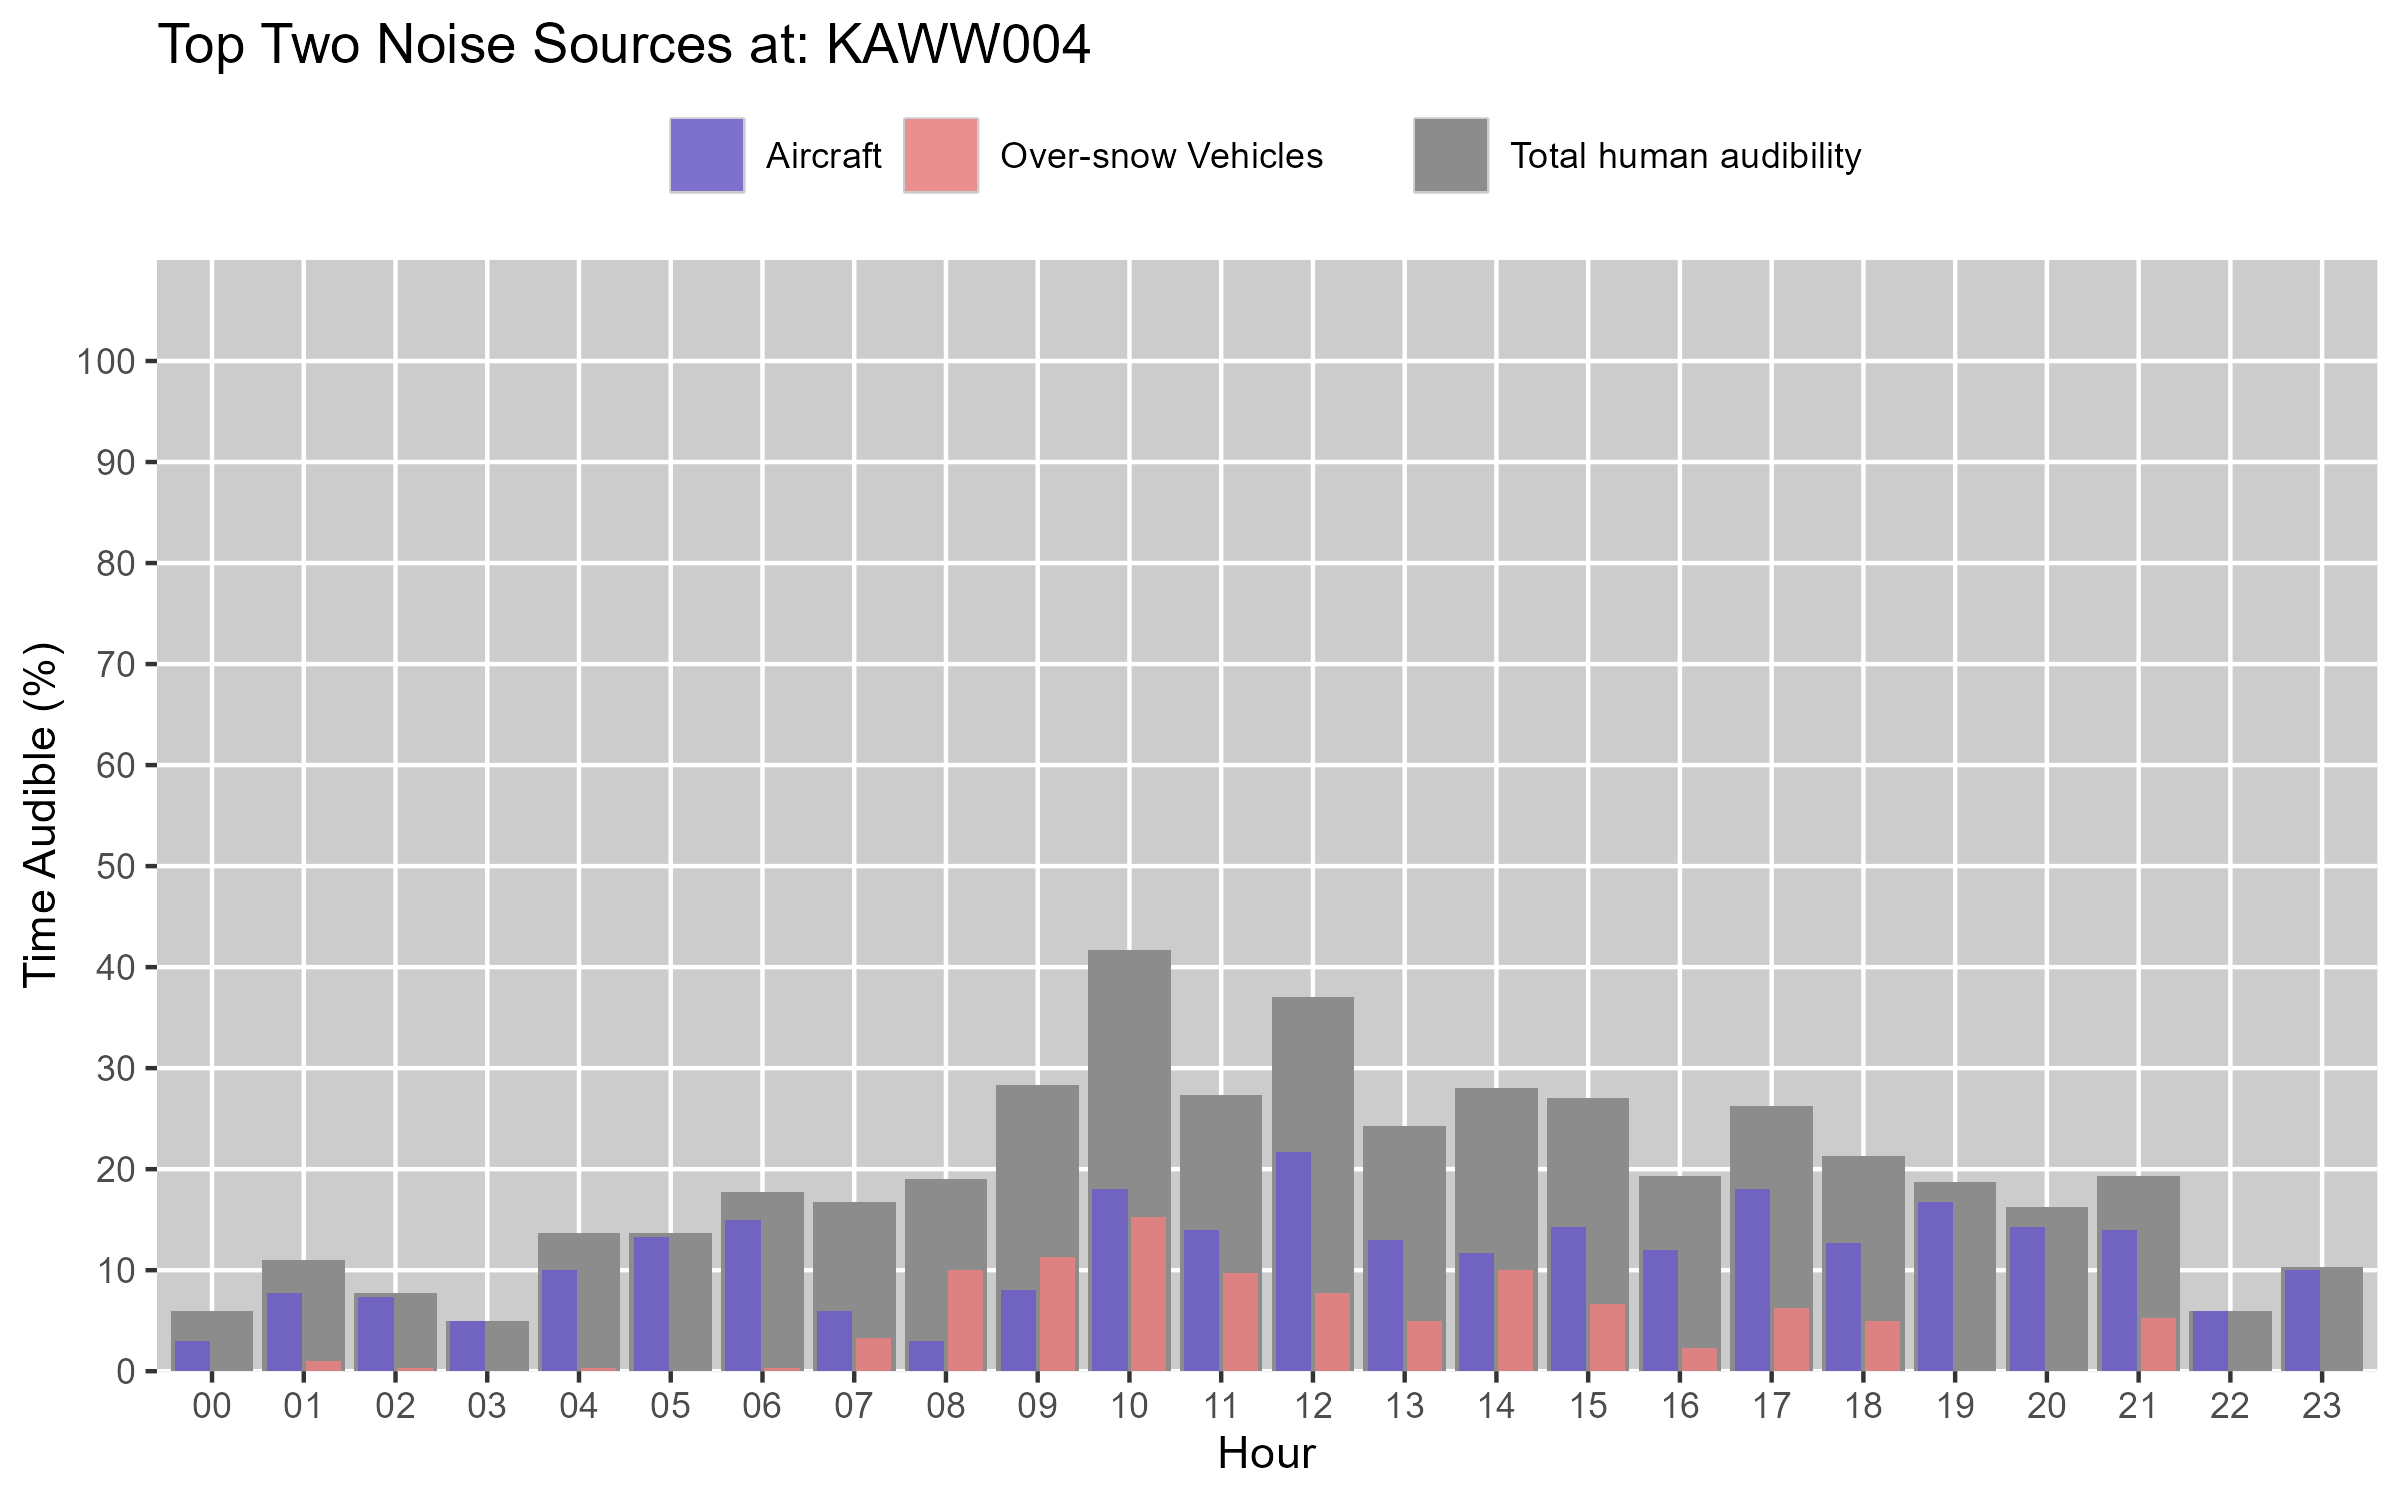 Top Two Noise Sources at: KAWW004
Aircraft Over-snow Vehicles Total human audibility
Time Audible (%)
100
90
80
70
60
50
40
30
20
10
0
00 01 02 03 04 05 06 07 08 09 10 11 12 13 14 15 16 17 18 19 20 21 22 23
Hour